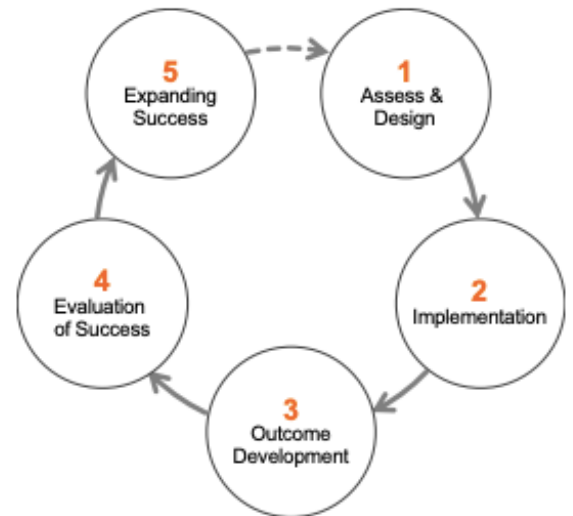 1
Assess &
Design
2
Implementation
3
Outcome
Development
4
Evaluation
of Success
5
Expanding
Success